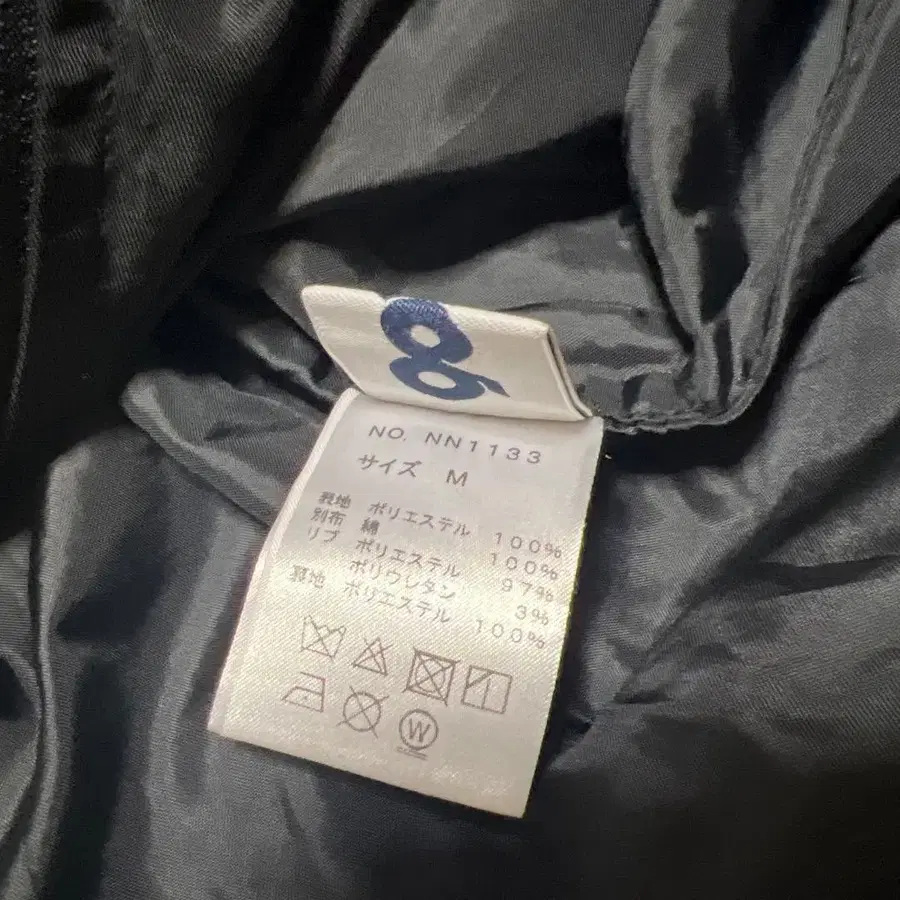 NO. NN1133
サイズ M
表地 ポリエステル 100%
別布 綿 100%
リブ ポリエステル 97%
ポリウレタン 3%
裏地 ポリエステル 100%
W